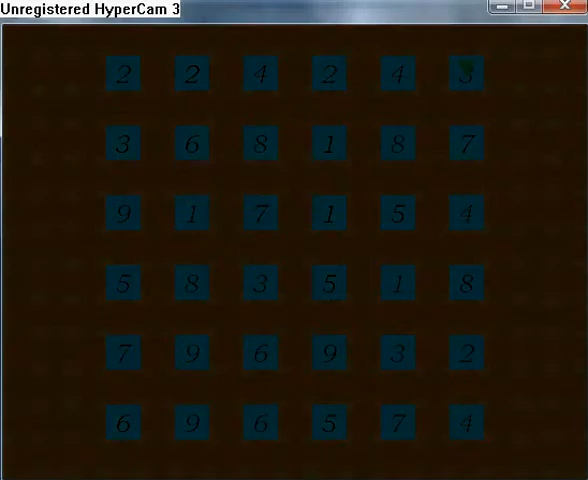 Unregistered HyperCam 3
2 2 4 2 4 3
3 6 8 1 8 7
9 1 7 1 5 4
5 8 3 5 1 8
7 9 6 9 3 2
6 9 6 5 7 4